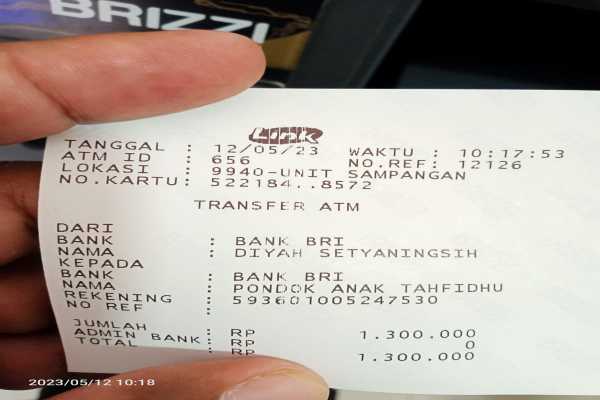 BRIZZI
Link
TANGGAL : 12/05/23 WAKTU : 10:17:53
ATM ID : 656 NO.REF: 12126
LOKASI : 9940-UNIT SAMPANGAN
NO.KARTU: 522184..8572
TRANSFER ATM
DARI
BANK : BANK BRI
NAMA : DIYAH SETYANINGSIH
KEPADA
BANK : BANK BRI
NAMA : PONDOK ANAK TAHFIDHU
REKENING : 593601005247530
NO REF :
JUMLAH : RP 1.300.000
ADMIN BANK: RP 0
TOTAL : RP 1.300.000
2023/05/12 10:18